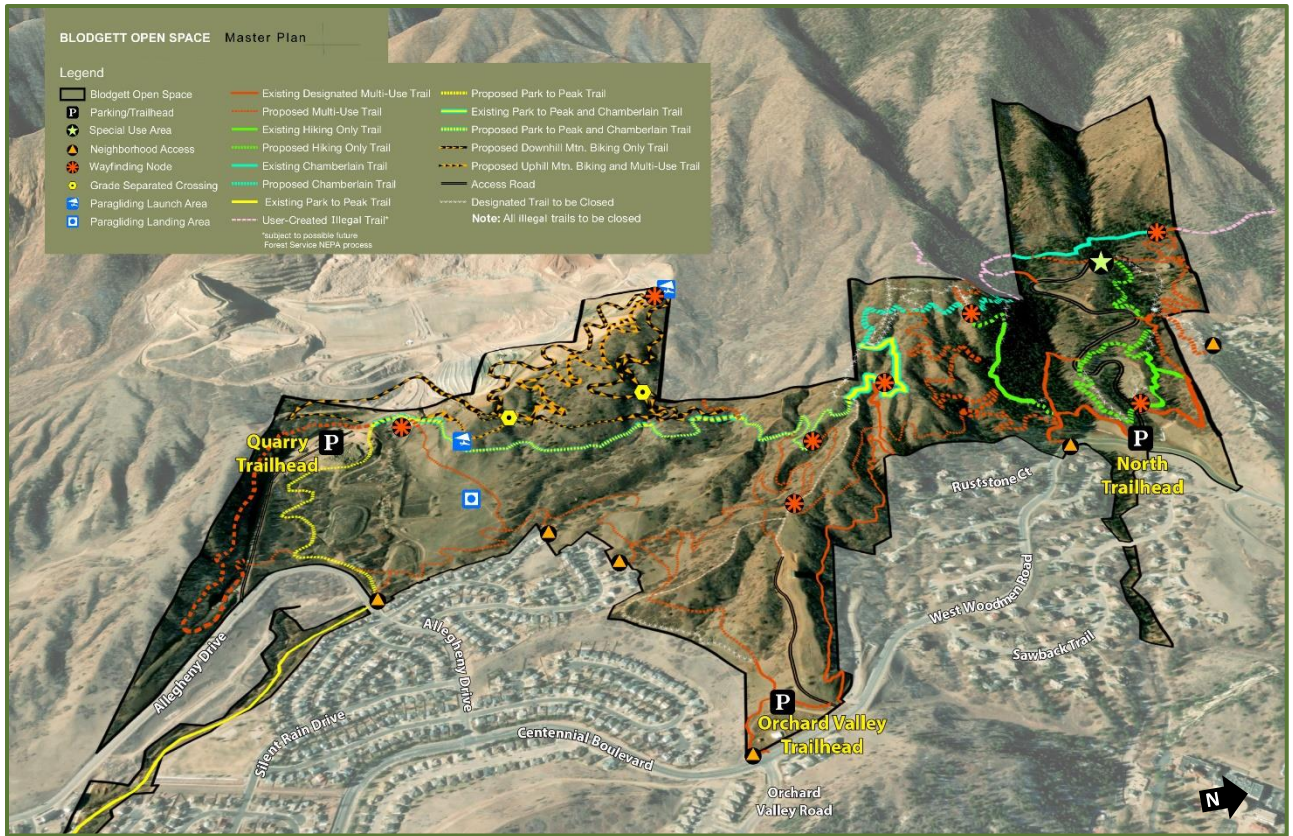 BLODGETT OPEN SPACE Master Plan
Legend
Blodgett Open Space
P Parking/Trailhead
Special Use Area
Neighborhood Access
Wayfinding Node
Grade Separated Crossing
Paragliding Launch Area
Paragliding Landing Area
Existing Designated Multi-Use Trail
Proposed Multi-Use Trail
Existing Hiking Only Trail
Proposed Hiking Only Trail
Existing Chamberlain Trail
Proposed Chamberlain Trail
Existing Park to Peak Trail
User-Created Illegal Trail*
*subject to possible future
Forest Service NEPA process
Proposed Park to Peak Trail
Existing Park to Peak and Chamberlain Trail
Proposed Park to Peak and Chamberlain Trail
Proposed Downhill Mtn. Biking Only Trail
Proposed Uphill Mtn. Biking and Multi-Use Trail
Access Road
Designated Trail to be Closed
Note: All illegal trails to be closed
P
Quarry
Trailhead
P
North
Trailhead
Rustone Ct
West Woodmen Road
Sawback Trail
Allegheny Drive
Allegheny Drive
Silent Rain Drive
Centennial Boulevard
P
Orchard Valley
Trailhead
Orchard
Valley Road
N